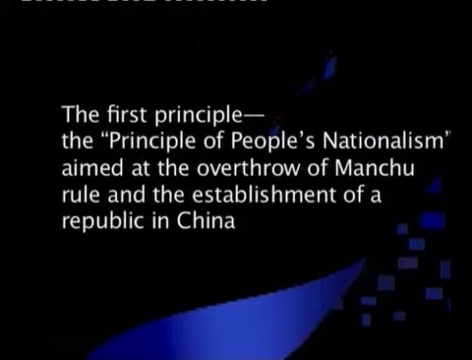 The first principle—
the “Principle of People’s Nationalism”
aimed at the overthrow of Manchu
rule and the establishment of a
republic in China